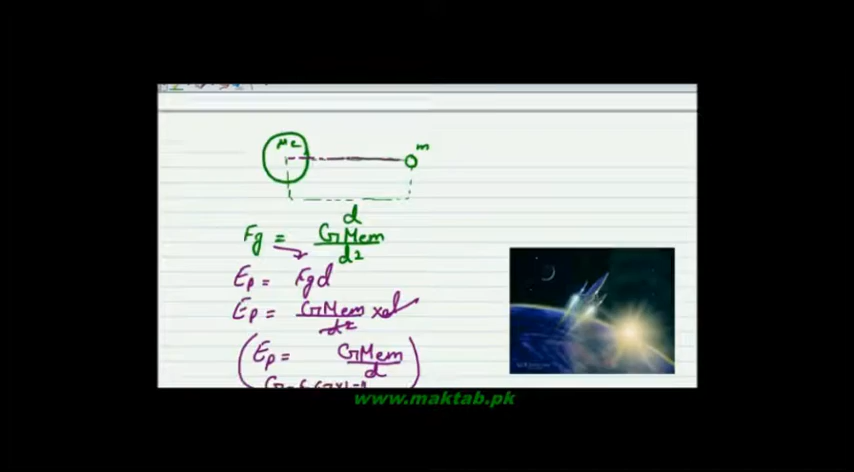 Me
m
d
Fg = GMem/d²
Ep = Fgd
Ep = GMem/d² × d
Ep = GMem/d
www.maktab.pk